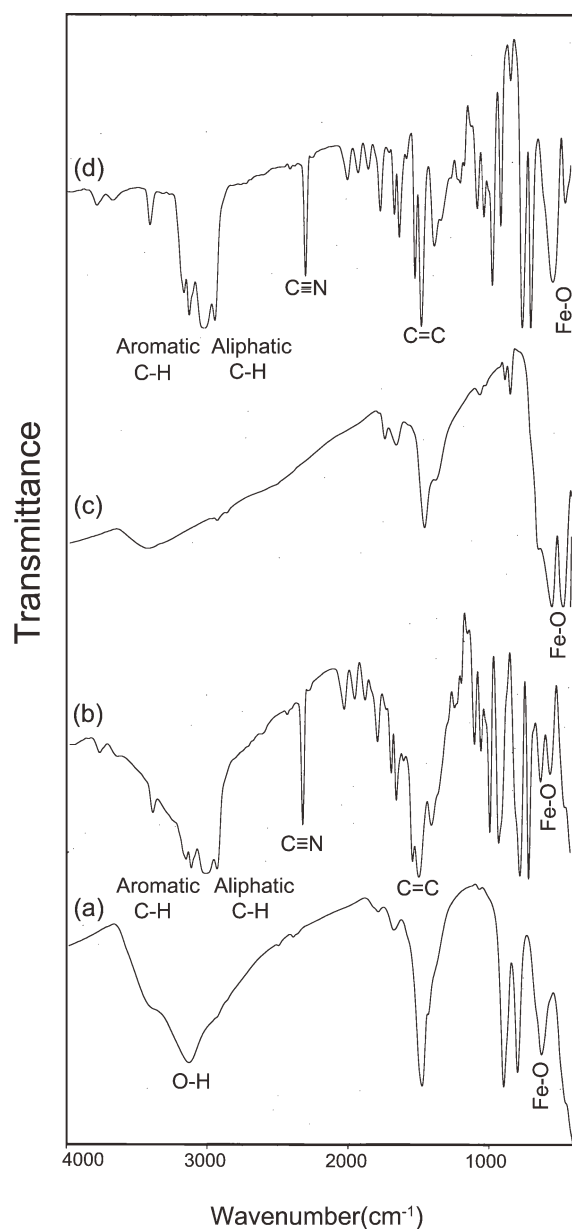 (d)
C≡N
Fe-O
Aromatic Aliphatic
C-H C-H
C=C
(c)
Transmittance
Fe-O
(b)
C≡N
Fe-O
Aromatic Aliphatic
C-H C-H
C=C
(a)
O-H
Fe-O
4000 3000 2000 1000
Wavenumber(cm⁻¹)